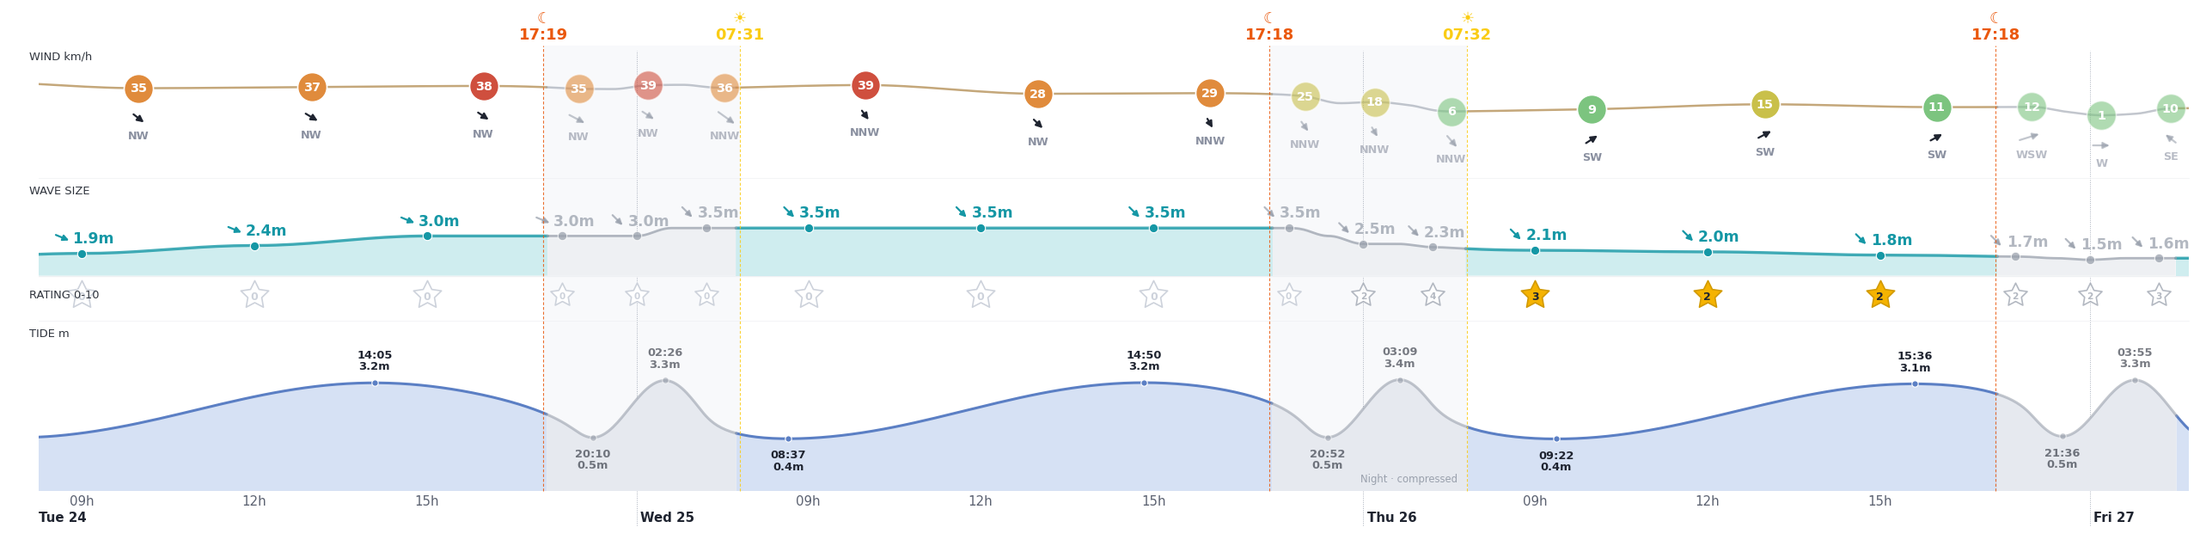 ☾ ☀ ☾ ☀ ☾
17:19 07:31 17:18 07:32 17:18
WIND km/h
35 37 38 35 39 36 39 28 29 25 18 6 9 15 11 12 1 10
NW NW NW NW NW NNW NNW NW NNW NNW NNW NNW SW SW SW WSW W SE
WAVE SIZE
1.9m 2.4m 3.0m 3.0m 3.0m 3.5m 3.5m 3.5m 3.5m 3.5m 2.5m 2.3m 2.1m 2.0m 1.8m 1.7m 1.5m 1.6m
RATING 0-10
0 0 0 0 0 0 0 0 0 2 4 3 2 2 2 2 3
TIDE m
14:05
3.2m
20:10
0.5m
02:26
3.3m
08:37
0.4m
14:50
3.2m
20:52
0.5m
03:09
3.4m
09:22
0.4m
15:36
3.1m
21:36
0.5m
03:55
3.3m
Night · compressed
09h 12h 15h 09h 12h 15h 09h 12h 15h
Tue 24 Wed 25 Thu 26 Fri 27